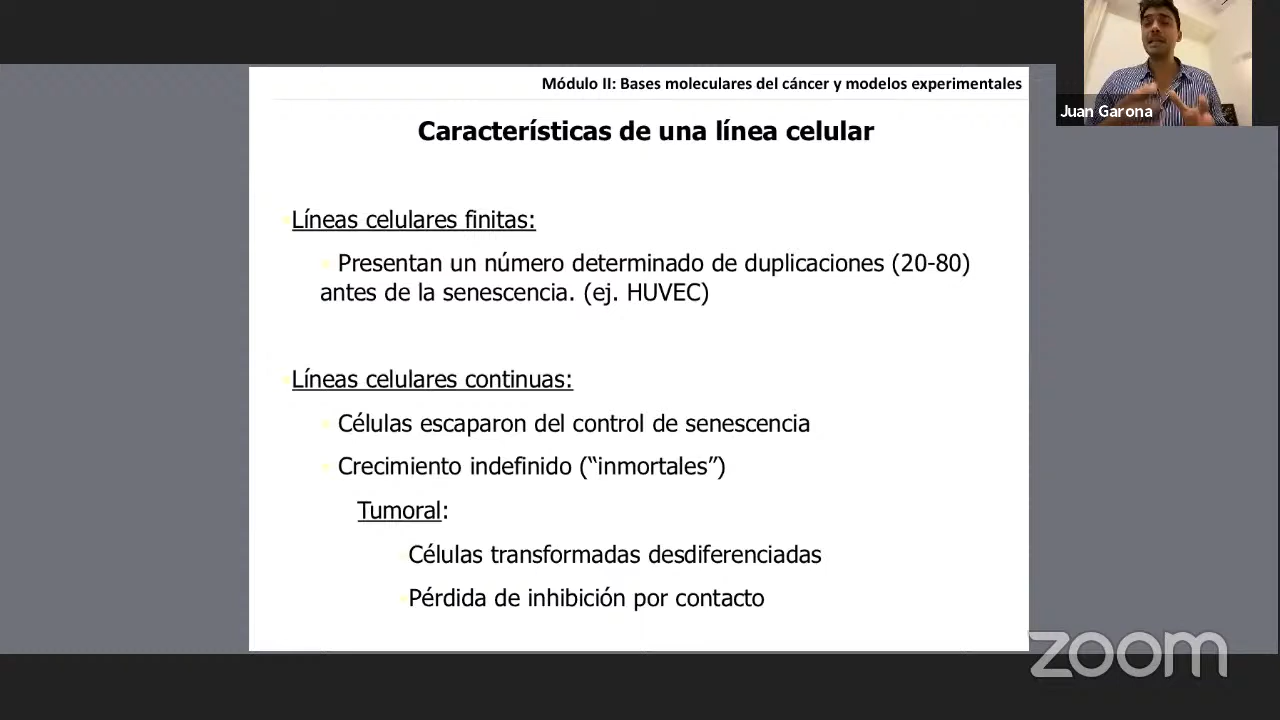 Módulo II: Bases moleculares del cáncer y modelos experimentales
Juan Garona
Características de una línea celular
Líneas celulares finitas:
Presentan un número determinado de duplicaciones (20-80)
antes de la senescencia. (ej. HUVEC)
Líneas celulares continuas:
Células escaparon del control de senescencia
Crecimiento indefinido (“inmortales”)
Tumoral:
Células transformadas desdiferenciadas
Pérdida de inhibición por contacto
zoom